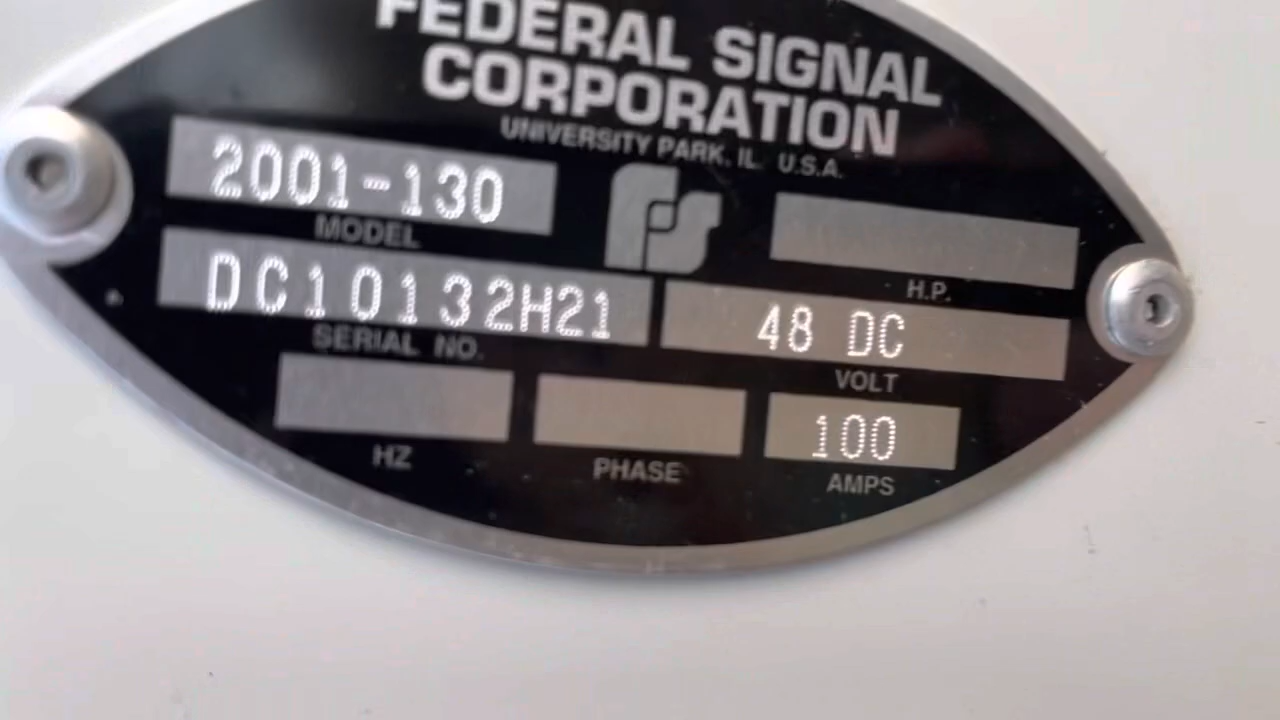 FEDERAL SIGNAL
CORPORATION
UNIVERSITY PARK, IL U.S.A.
2001-130
MODEL
FS
H.P.
DC10132H21
SERIAL NO.
48 DC
VOLT
HZ
PHASE
100
AMPS